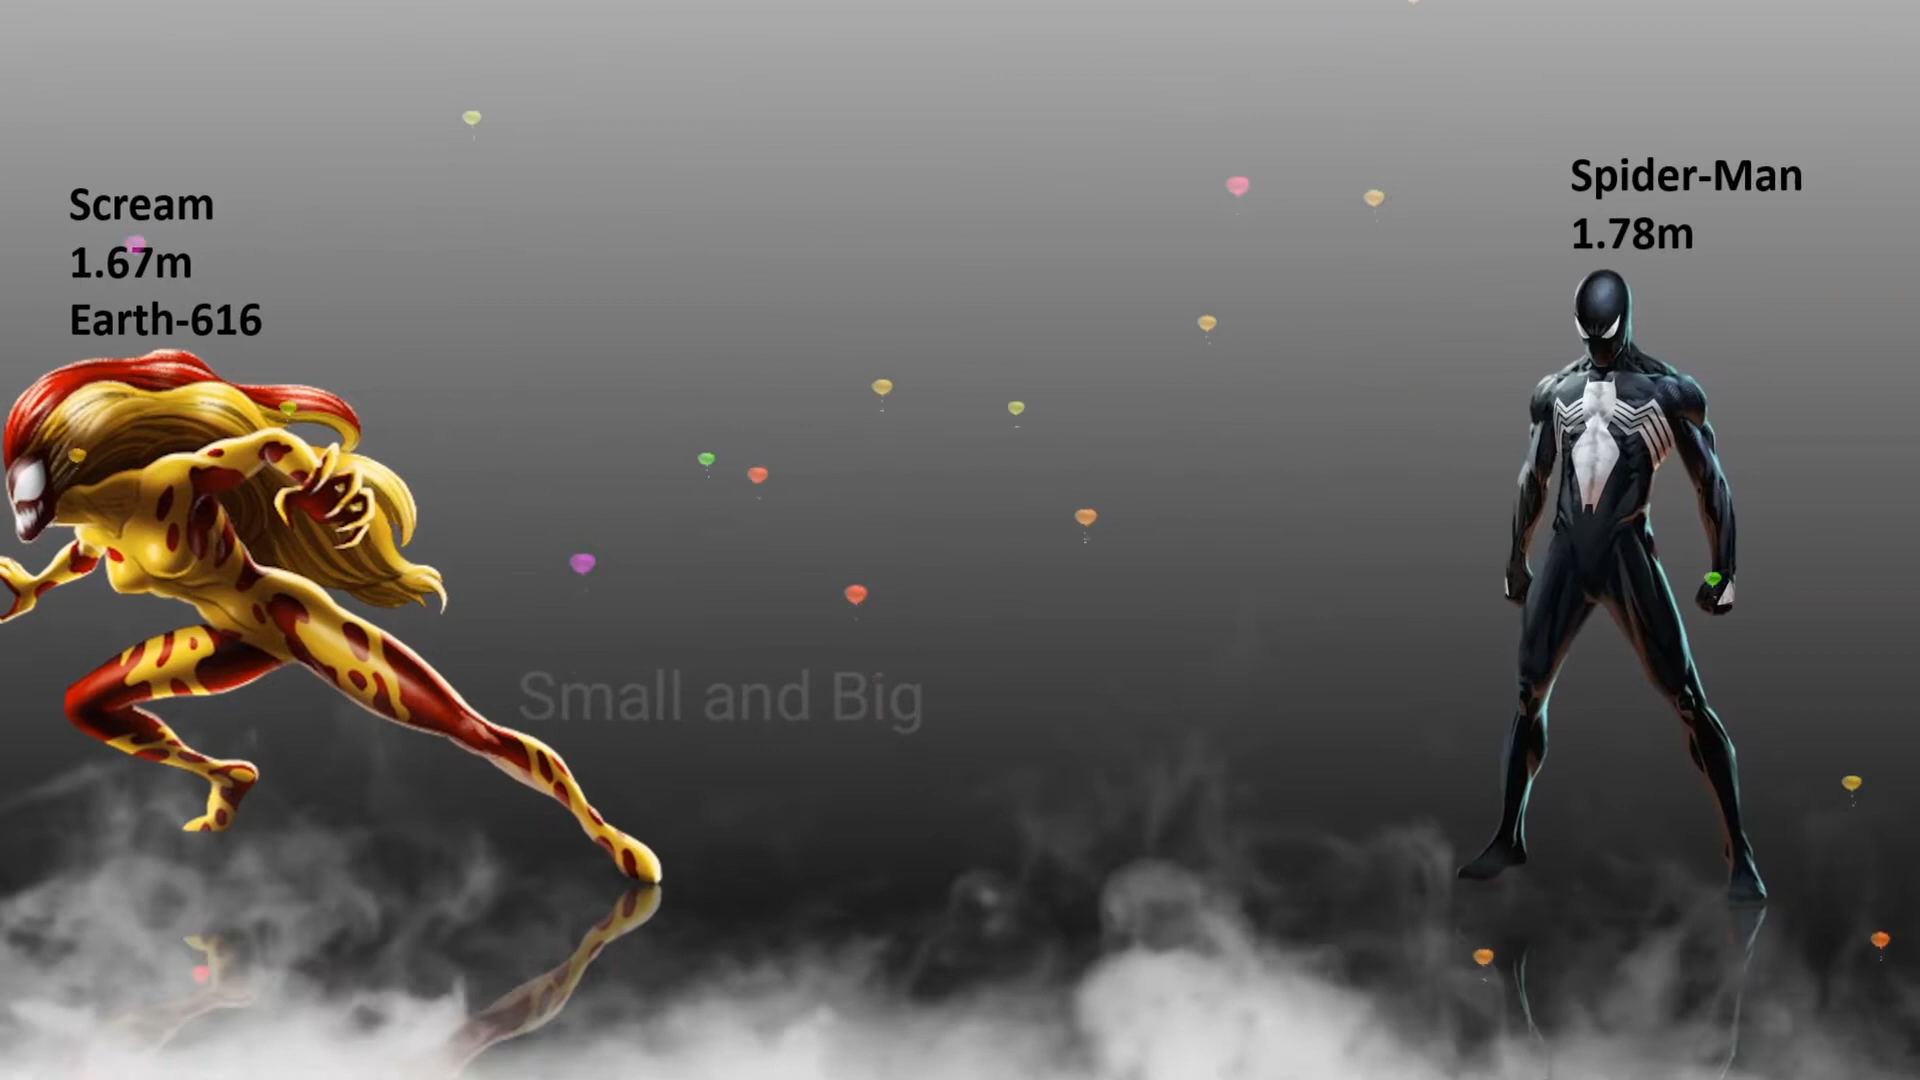 Scream
1.67m
Earth-616
Spider-Man
1.78m
Small and Big